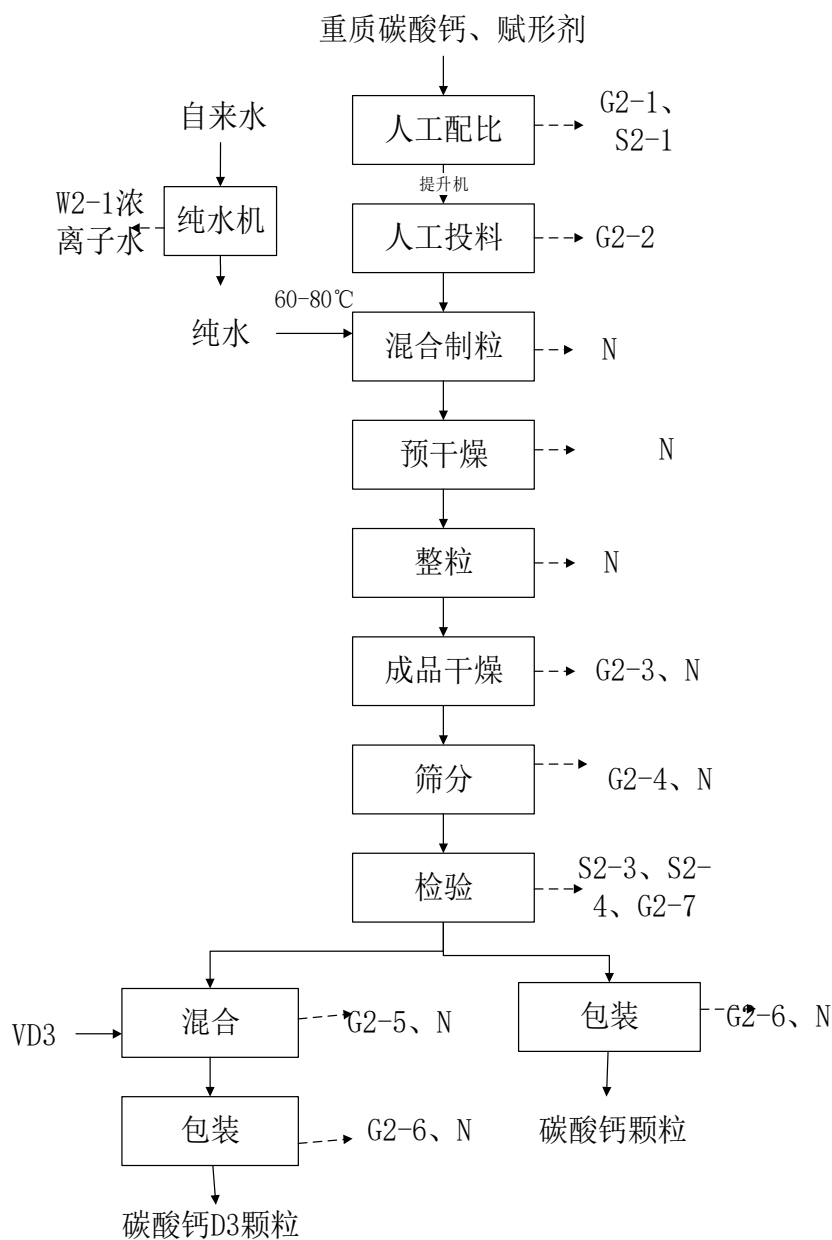 重质碳酸钙、赋形剂
人工配比
G2-1、
S2-1
自来水
提升机
W2-1浓
离子水
纯水机
人工投料
G2-2
60-80℃
纯水
混合制粒
N
预干燥
N
整粒
N
成品干燥
G2-3、N
筛分
G2-4、N
检验
S2-3、S2-
4、G2-7
VD3
混合
G2-5、N
包装
G2-6、N
包装
G2-6、N
碳酸钙颗粒
碳酸钙D3颗粒